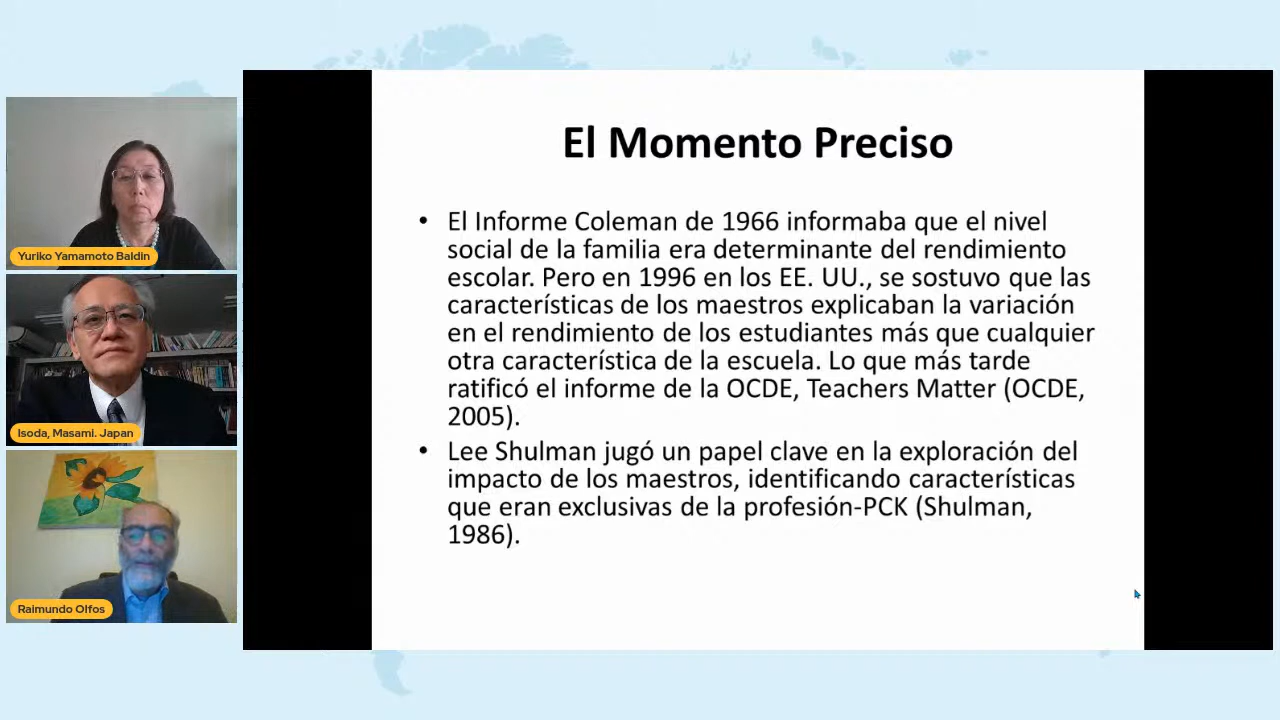 Yuriko Yamamoto Baldin
Isoda, Masami. Japan
Raimundo Olfos
El Momento Preciso
• El Informe Coleman de 1966 informaba que el nivel
social de la familia era determinante del rendimiento
escolar. Pero en 1996 en los EE. UU., se sostuvo que las
características de los maestros explicaban la variación
en el rendimiento de los estudiantes más que cualquier
otra característica de la escuela. Lo que más tarde
ratificó el informe de la OCDE, Teachers Matter (OCDE,
2005).
• Lee Shulman jugó un papel clave en la exploración del
impacto de los maestros, identificando características
que eran exclusivas de la profesión-PCK (Shulman,
1986).